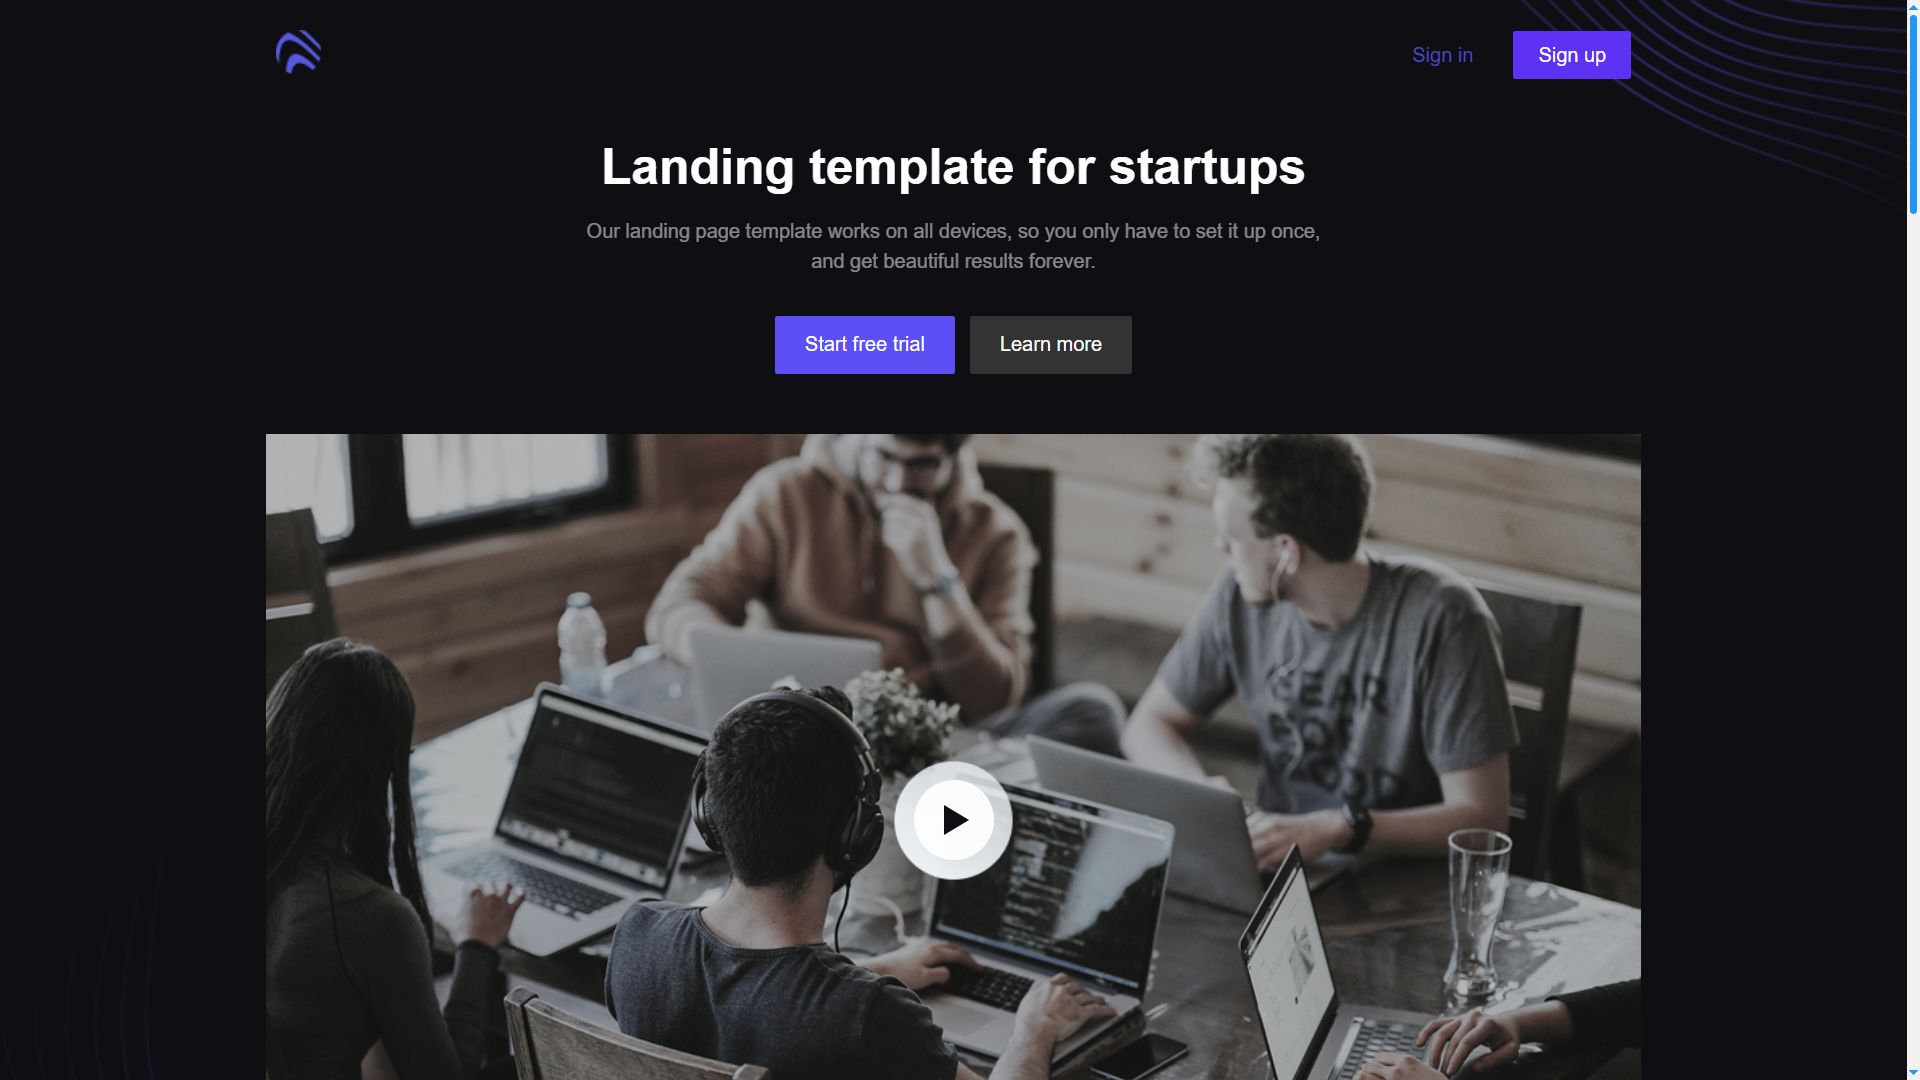 Sign in
Sign up
Landing template for startups
Our landing page template works on all devices, so you only have to set it up once,
and get beautiful results forever.
Start free trial
Learn more